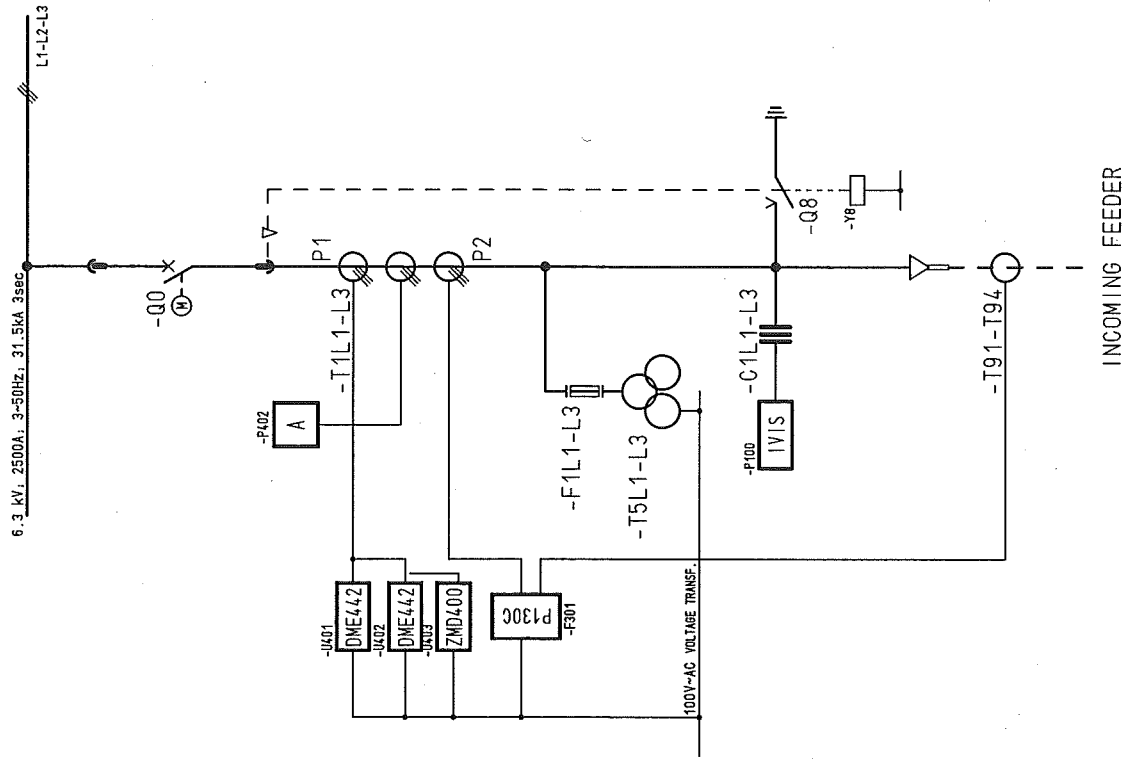 6.3 kV; 2500A; 3~50Hz; 31.5kA 3sec
L1-L2-L3
-Q0
M
P1
-T1L1-L3
P2
-P402
A
-U401
DME442
-U402
DME442
-U403
ZMD400
P130C
-F301
-F1L1-L3
-T5L1-L3
100V~AC VOLTAGE TRANSF.
-C1L1-L3
-P100
IVIS
-Q8
-Y8
-T91-T94
INCOMING FEEDER